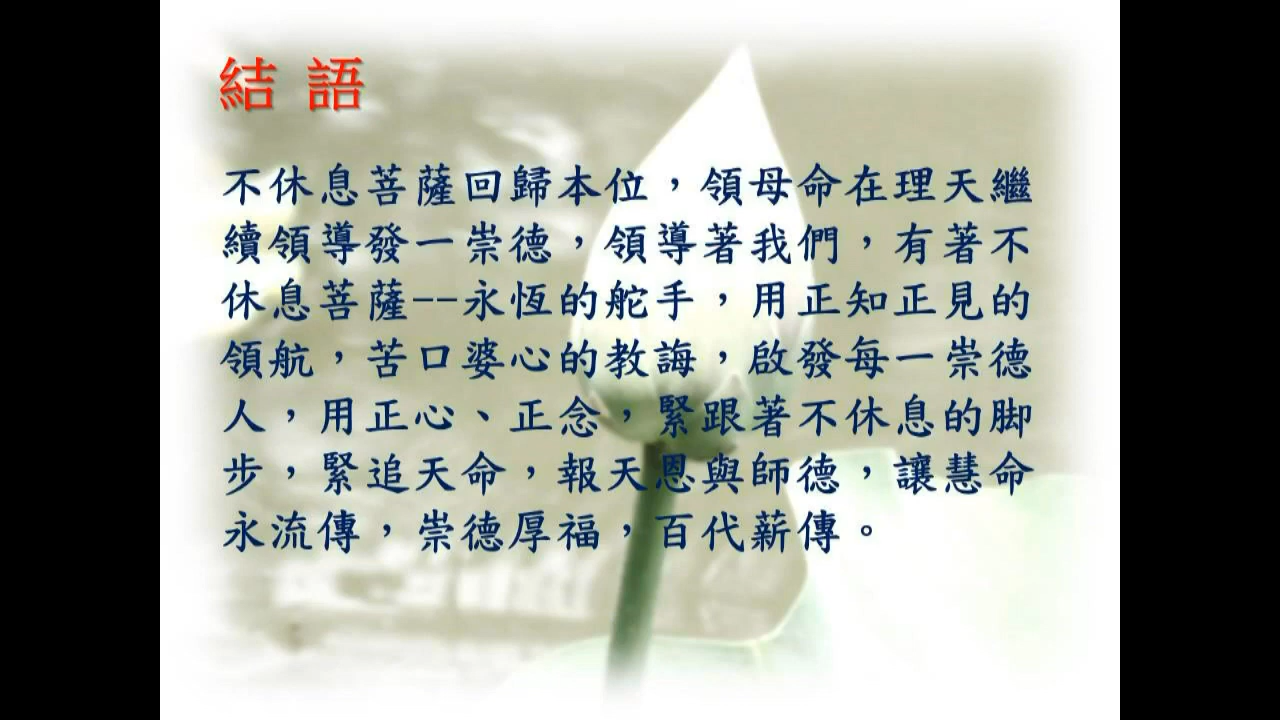 結 語
不休息菩薩回歸本位，領母命在理天繼
續領導發一崇德，領導著我們，有著不
休息菩薩--永恆的舵手，用正知正見的
領航，苦口婆心的教誨，啟發每一崇德
人，用正心、正念，緊跟著不休息的脚
步，緊追天命，報天恩與師德，讓慧命
永流傳，崇德厚福，百代薪傳。